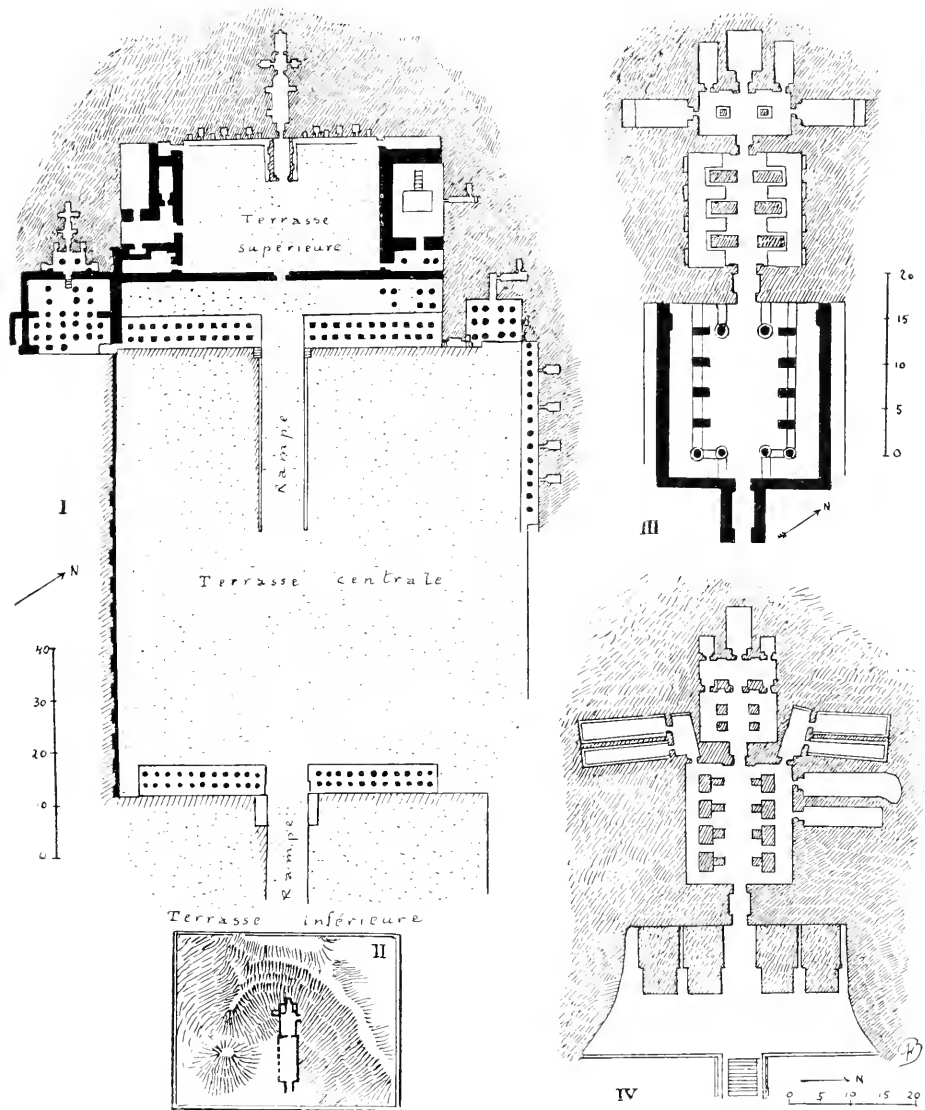 Terrasse
supérieure
Rampe
I
N
Terrasse centrale
40
30
20
10
0
Rampe
Terrasse inférieure
II
20
15
10
5
0
N
III
N
IV
0 5 10 15 20